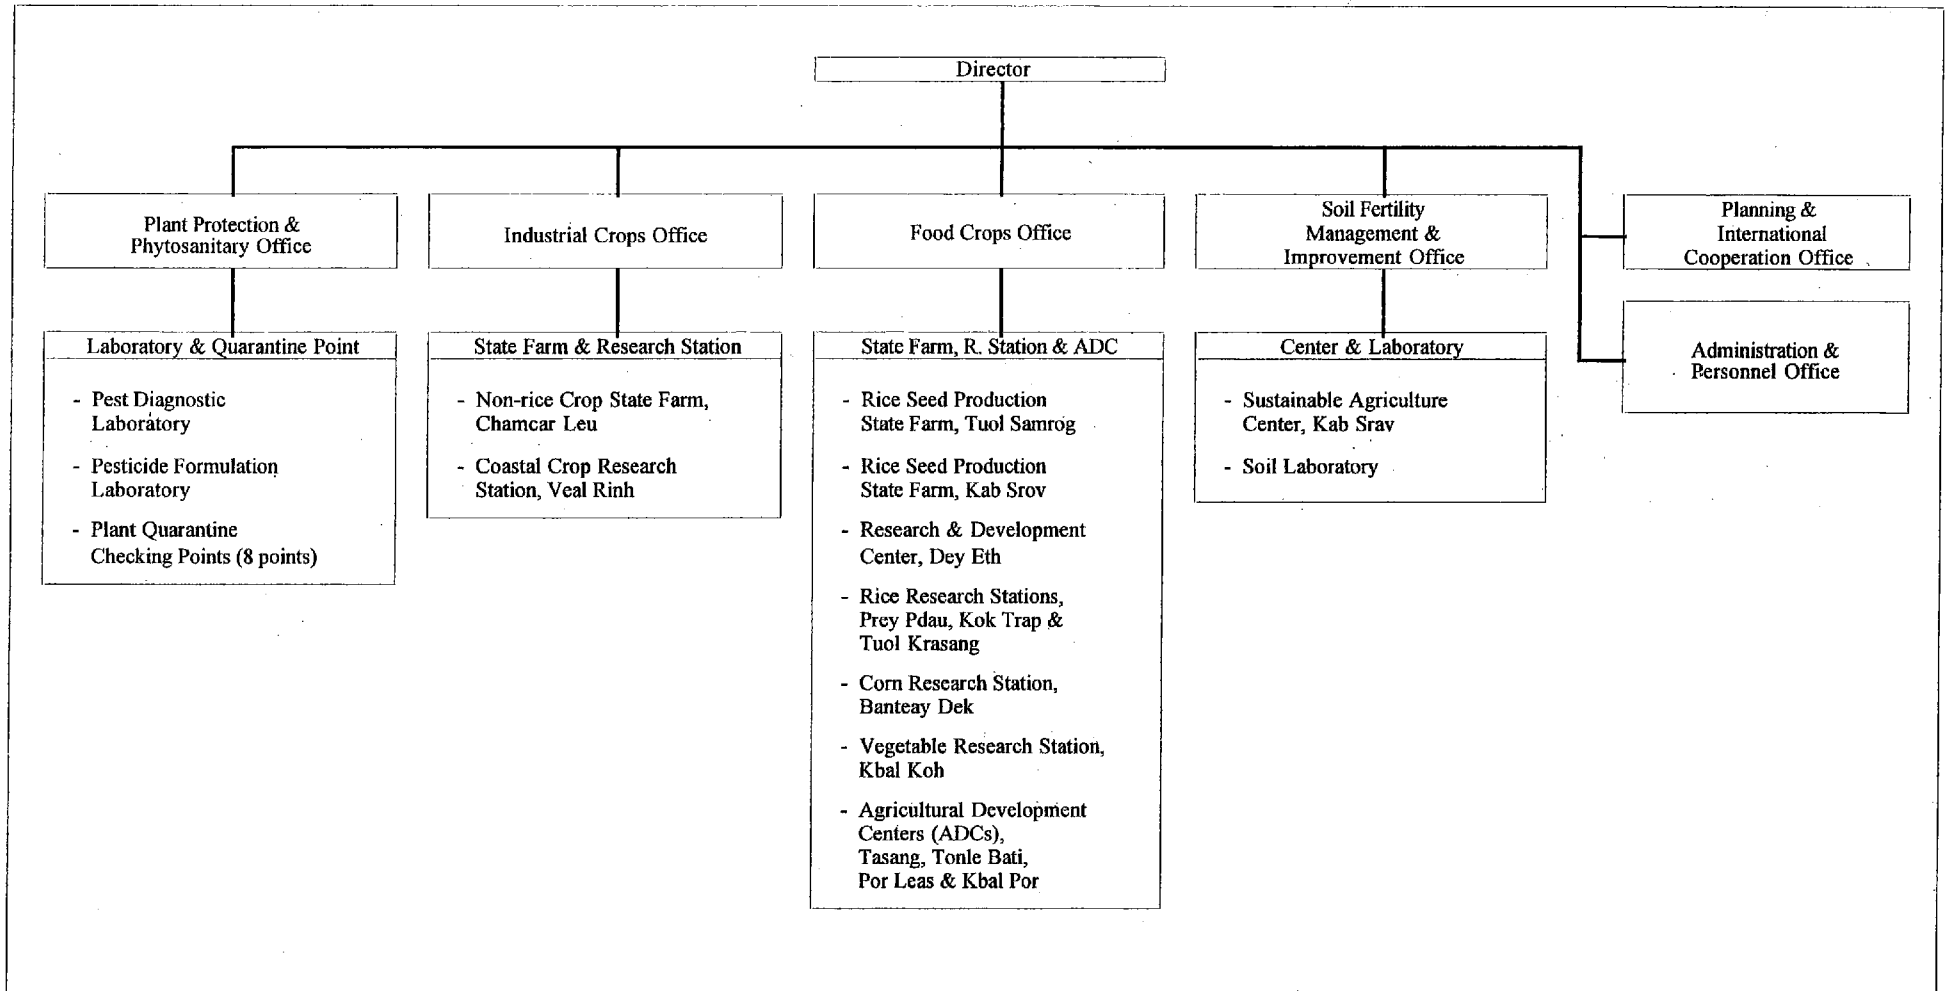 Director
Plant Protection &
Phytosanitary Office
Industrial Crops Office
Food Crops Office
Soil Fertility
Management &
Improvement Office
Planning &
International
Cooperation Office
Administration &
Personnel Office
Laboratory & Quarantine Point
- Pest Diagnostic
Laboratory
- Pesticide Formulation
Laboratory
- Plant Quarantine
Checking Points (8 points)
State Farm & Research Station
- Non-rice Crop State Farm,
Chamcar Leu
- Coastal Crop Research
Station, Veal Rinh
State Farm, R. Station & ADC
- Rice Seed Production
State Farm, Tuol Samrog
- Rice Seed Production
State Farm, Kab Srov
- Research & Development
Center, Dey Eth
- Rice Research Stations,
Prey Pdau, Kok Trap &
Tuol Krasang
- Corn Research Station,
Banteay Dek
- Vegetable Research Station,
Kbal Koh
- Agricultural Development
Centers (ADCs),
Tasang, Tonle Bati,
Por Leas & Kbal Por
Center & Laboratory
- Sustainable Agriculture
Center, Kab Srav
- Soil Laboratory